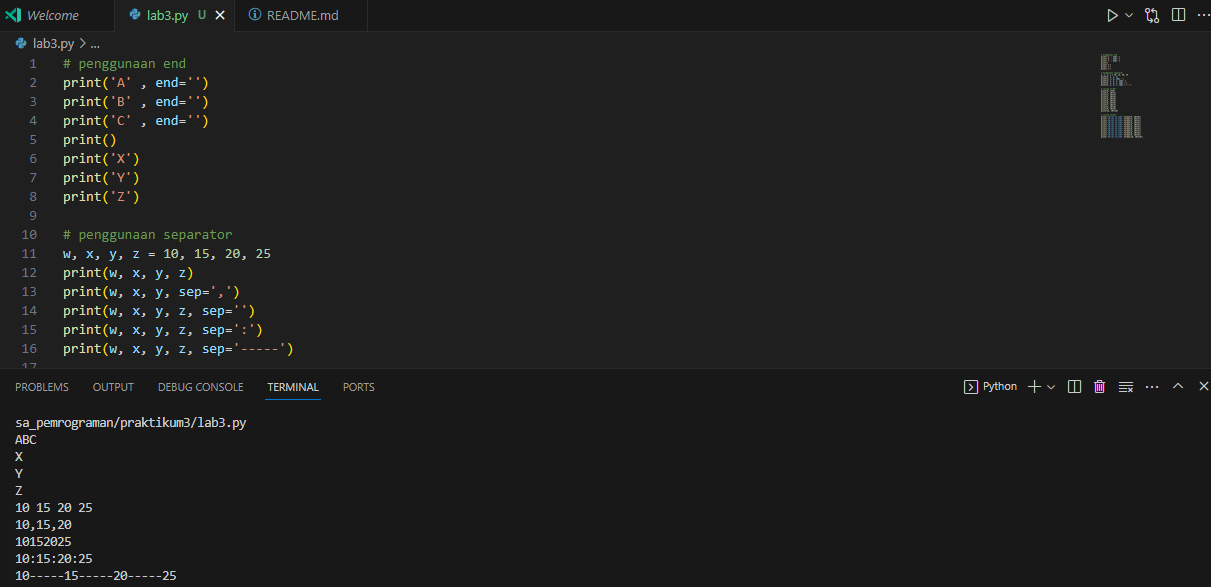 Welcome
lab3.py U
README.md
lab3.py > ...
1 # penggunaan end
2 print('A' , end='')
3 print('B' , end='')
4 print('C' , end='')
5 print()
6 print('X')
7 print('Y')
8 print('Z')
9
10 # penggunaan separator
11 w, x, y, z = 10, 15, 20, 25
12 print(w, x, y, z)
13 print(w, x, y, sep=',')
14 print(w, x, y, z, sep='')
15 print(w, x, y, z, sep=':')
16 print(w, x, y, z, sep='-----')
17
PROBLEMS OUTPUT DEBUG CONSOLE TERMINAL PORTS Python
sa_pemrograman/praktikum3/lab3.py
ABC
X
Y
Z
10 15 20 25
10,15,20
10152025
10:15:20:25
10-----15-----20-----25